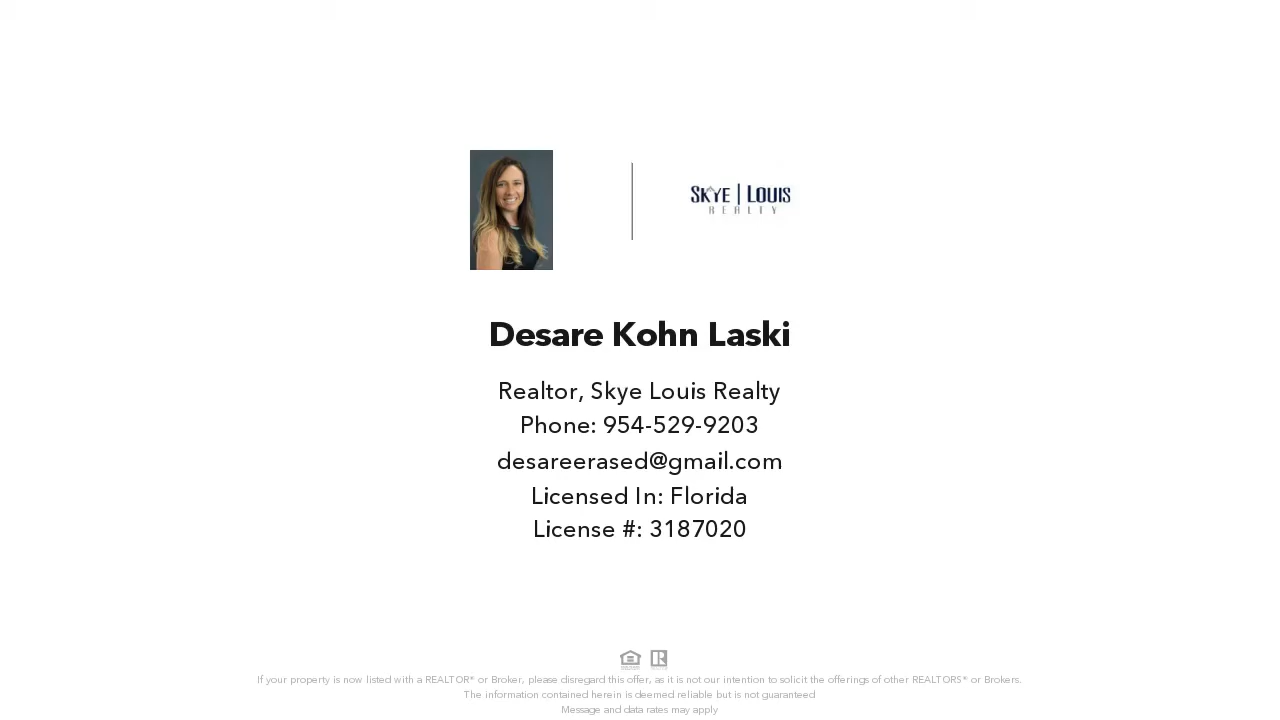 SKYE | LOUIS
REALTY
Desare Kohn Laski
Realtor, Skye Louis Realty
Phone: 954-529-9203
desareerased@gmail.com
Licensed In: Florida
License #: 3187020
If your property is now listed with a REALTOR® or Broker, please disregard this offer, as it is not our intention to solicit the offerings of other REALTORS® or Brokers.
The information contained herein is deemed reliable but is not guaranteed
Message and data rates may apply